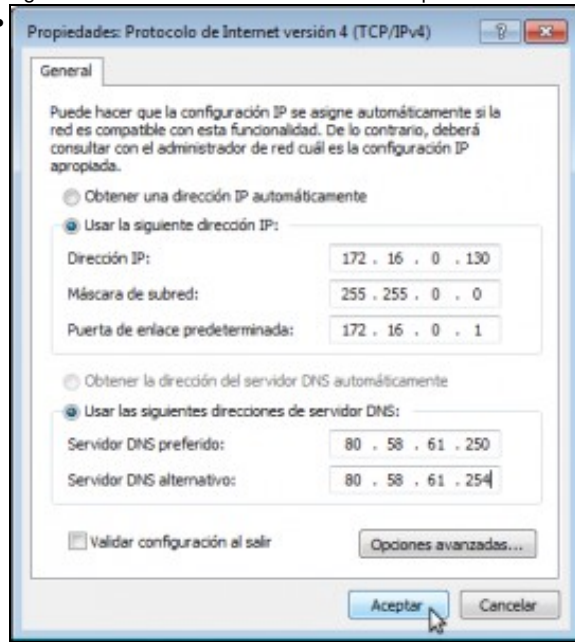 Propiedades: Protocolo de Internet versión 4 (TCP/IPv4)
General
Puede hacer que la configuración IP se asigne automáticamente si la
red es compatible con esta funcionalidad. De lo contrario, deberá
consultar con el administrador de red cuál es la configuración IP
apropiada.
Obtener una dirección IP automáticamente
Usar la siguiente dirección IP:
Dirección IP: 172 . 16 . 0 . 130
Máscara de subred: 255 . 255 . 0 . 0
Puerta de enlace predeterminada: 172 . 16 . 0 . 1
Obtener la dirección del servidor DNS automáticamente
Usar las siguientes direcciones de servidor DNS:
Servidor DNS preferido: 80 . 58 . 61 . 250
Servidor DNS alternativo: 80 . 58 . 61 . 254
Validar configuración al salir Opciones avanzadas...
Aceptar Cancelar